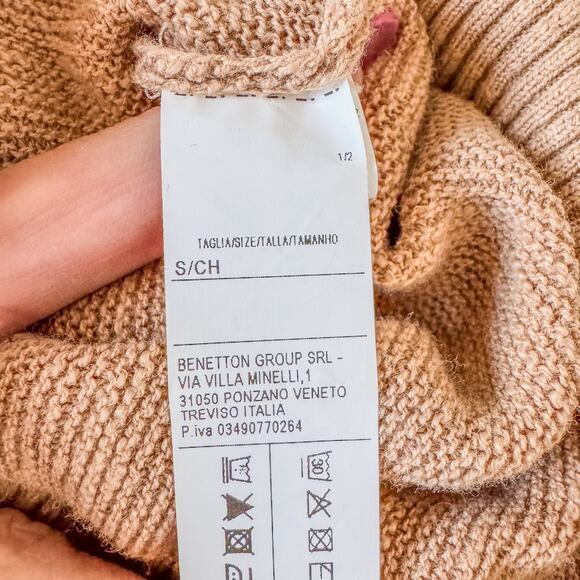 1/2
TAGLIA/SIZE/TALLA/TAMANHO
S/CH
BENETTON GROUP SRL -
VIA VILLA MINELLI,1
31050 PONZANO VENETO
TREVISO ITALIA
P.iva 03490770264
30